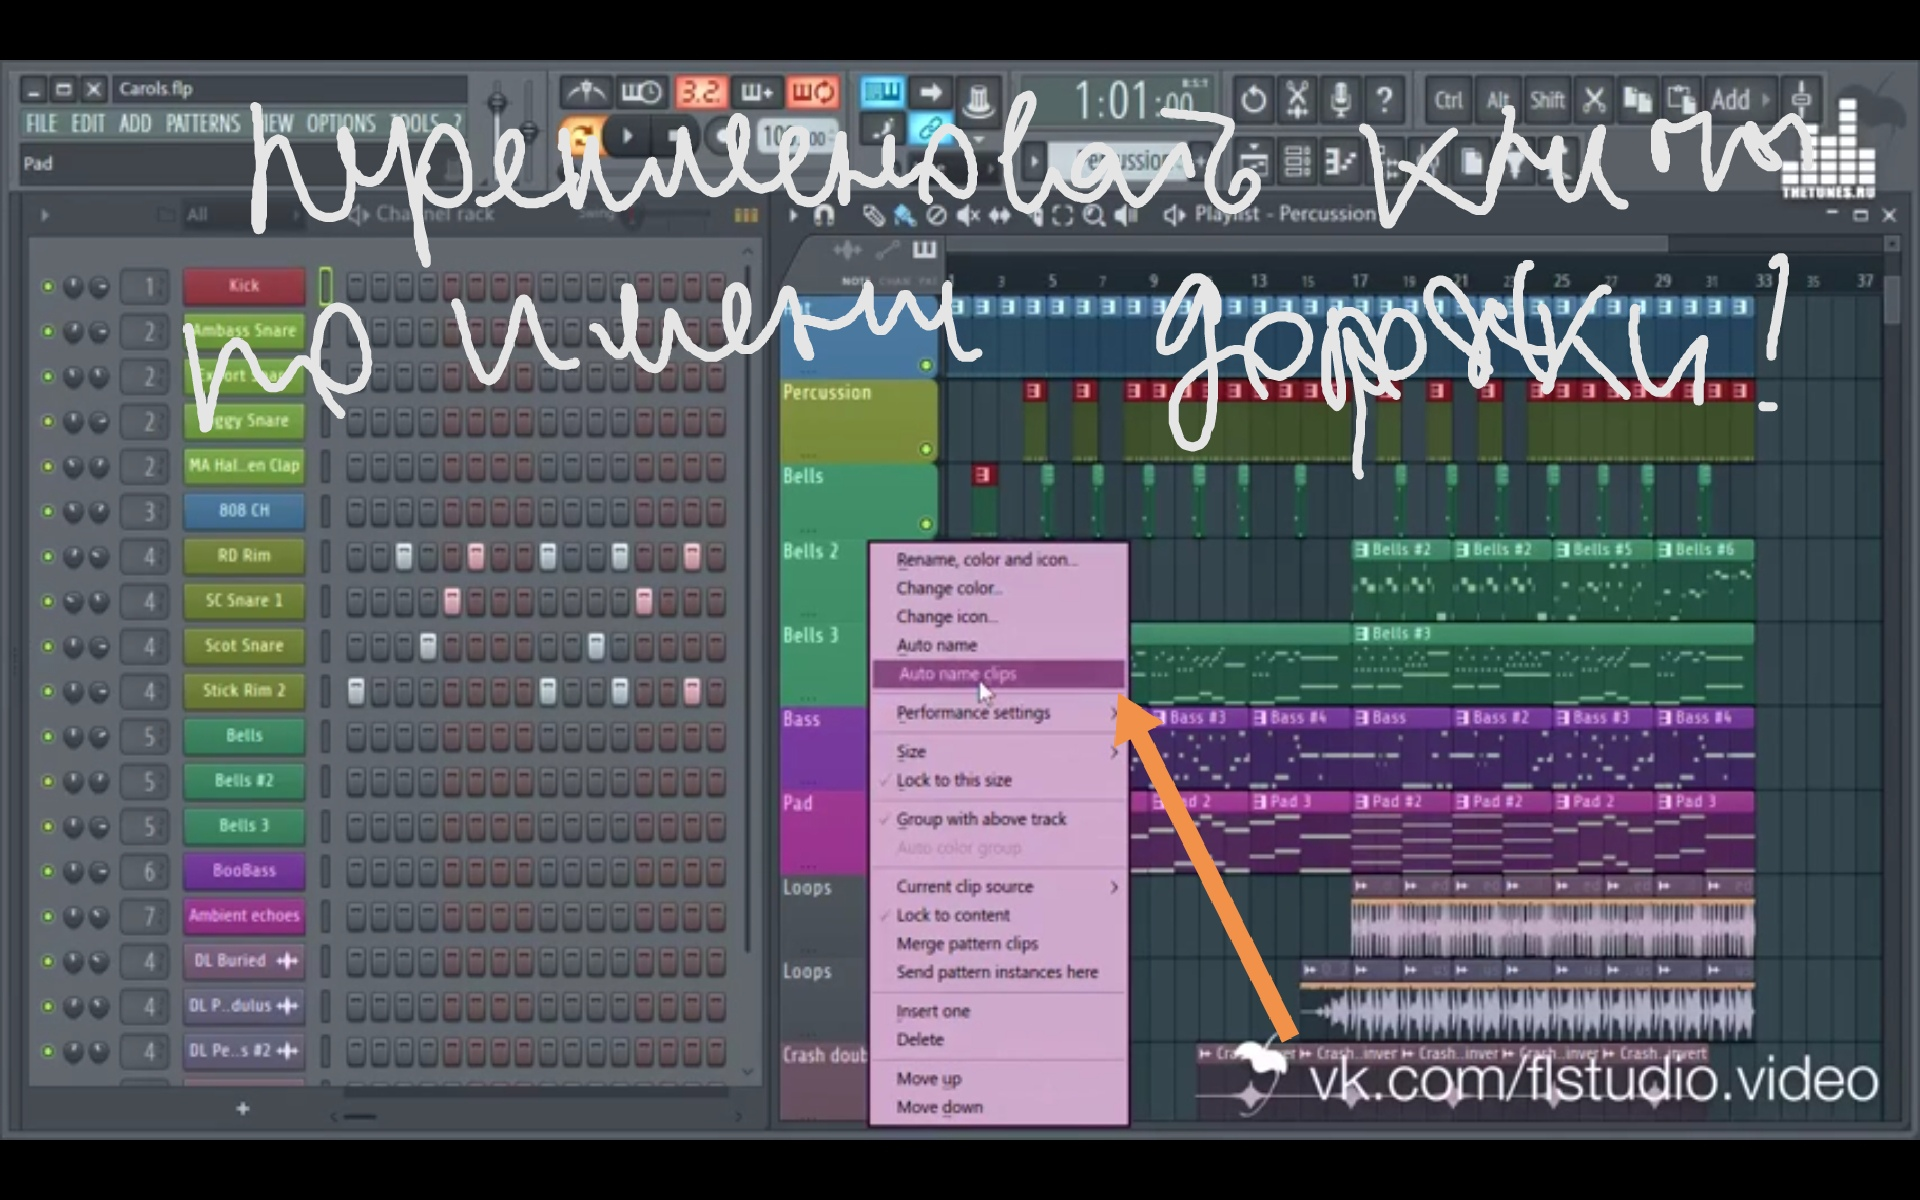 Carols.flp
FILE EDIT ADD PATTERNS VIEW OPTIONS TOOLS ?
Pad
3.2
1:01:00
B:S:T
Ctrl Alt Shift Add
Percussion
THETUNES.RU
переименовать клипы
по имени дорожки!
All
Channel rack
Swing
Playlist - Percussion
NOTE CHAN PAT
1 3 5 7 9 11 13 15 17 19 21 23 25 27 29 31 33 35 37
1 Kick
2 Ambass Snare
2
2
2 MA Hal...en Clap
3 808 CH
4 RD Rim
4 SC Snare 1
4 Scot Snare
4 Stick Rim 2
5 Bells
5 Bells #2
5 Bells 3
6 BooBass
7 Ambient echoes
4 DL Buried
4 DL P..dulus
4 DL Pe..s #2
+
Percussion
Bells
Bells 2
Bells #2 Bells #2 Bells #5 Bells #6
Bells 3
Bells #3
Bass
Bass #3 Bass #4 Bass Bass #2 Bass #3 Bass #4
Pad
Pad 2 Pad 3 Pad #2 Pad #2 Pad 2 Pad 3
Loops
Loops
Crash doub
Crash..inver Crash..inver Crash..inver Crash..invert
Rename, color and icon...
Change color...
Change icon...
Auto name
Auto name clips
Performance settings
Size
Lock to this size
Group with above track
Auto color group
Current clip source
Lock to content
Merge pattern clips
Send pattern instances here
Insert one
Delete
Move up
Move down
vk.com/flstudio.video